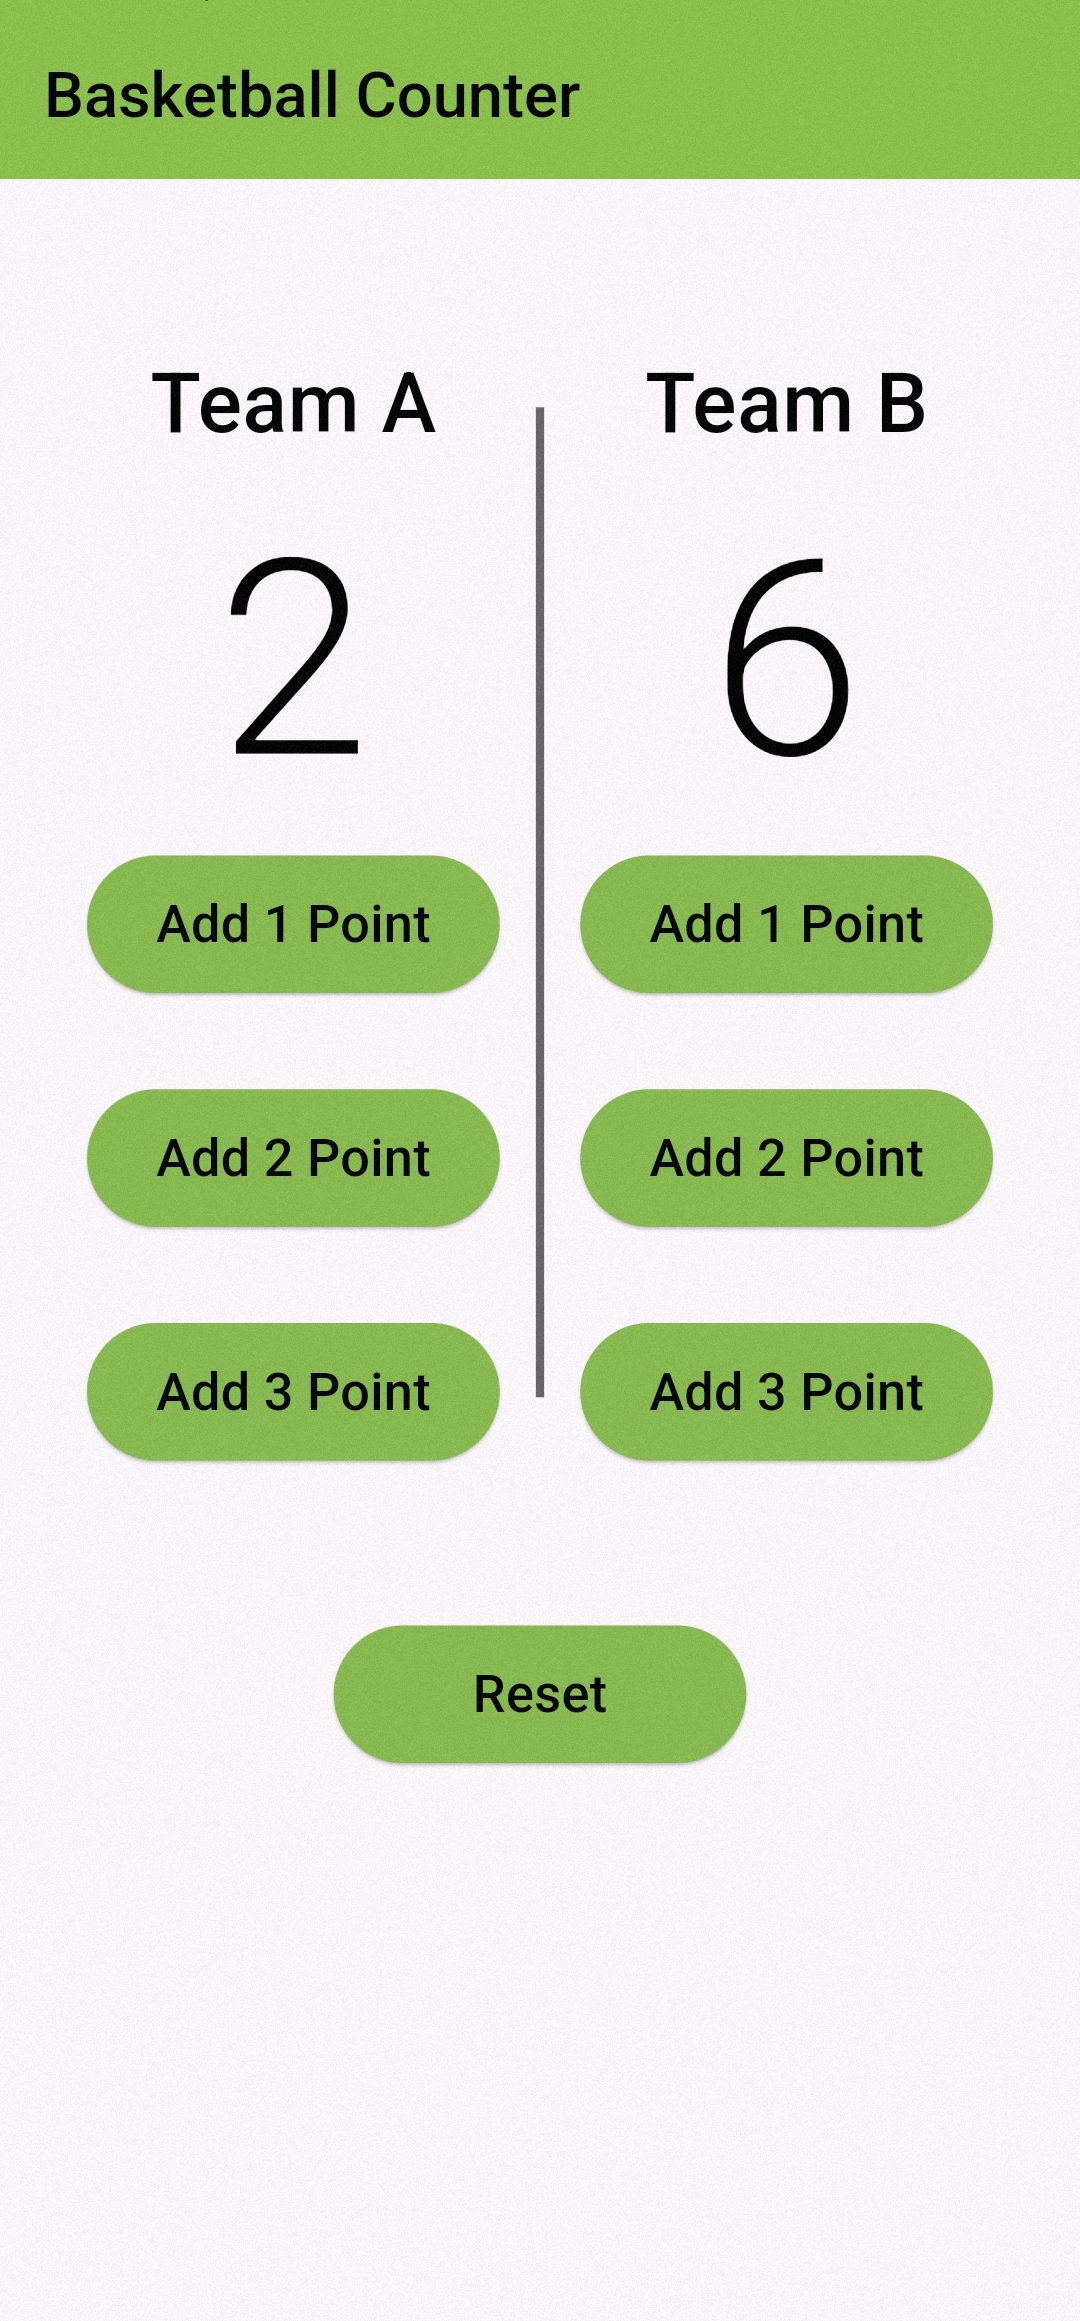 Basketball Counter
Team A
2
Add 1 Point
Add 2 Point
Add 3 Point
Team B
6
Add 1 Point
Add 2 Point
Add 3 Point
Reset